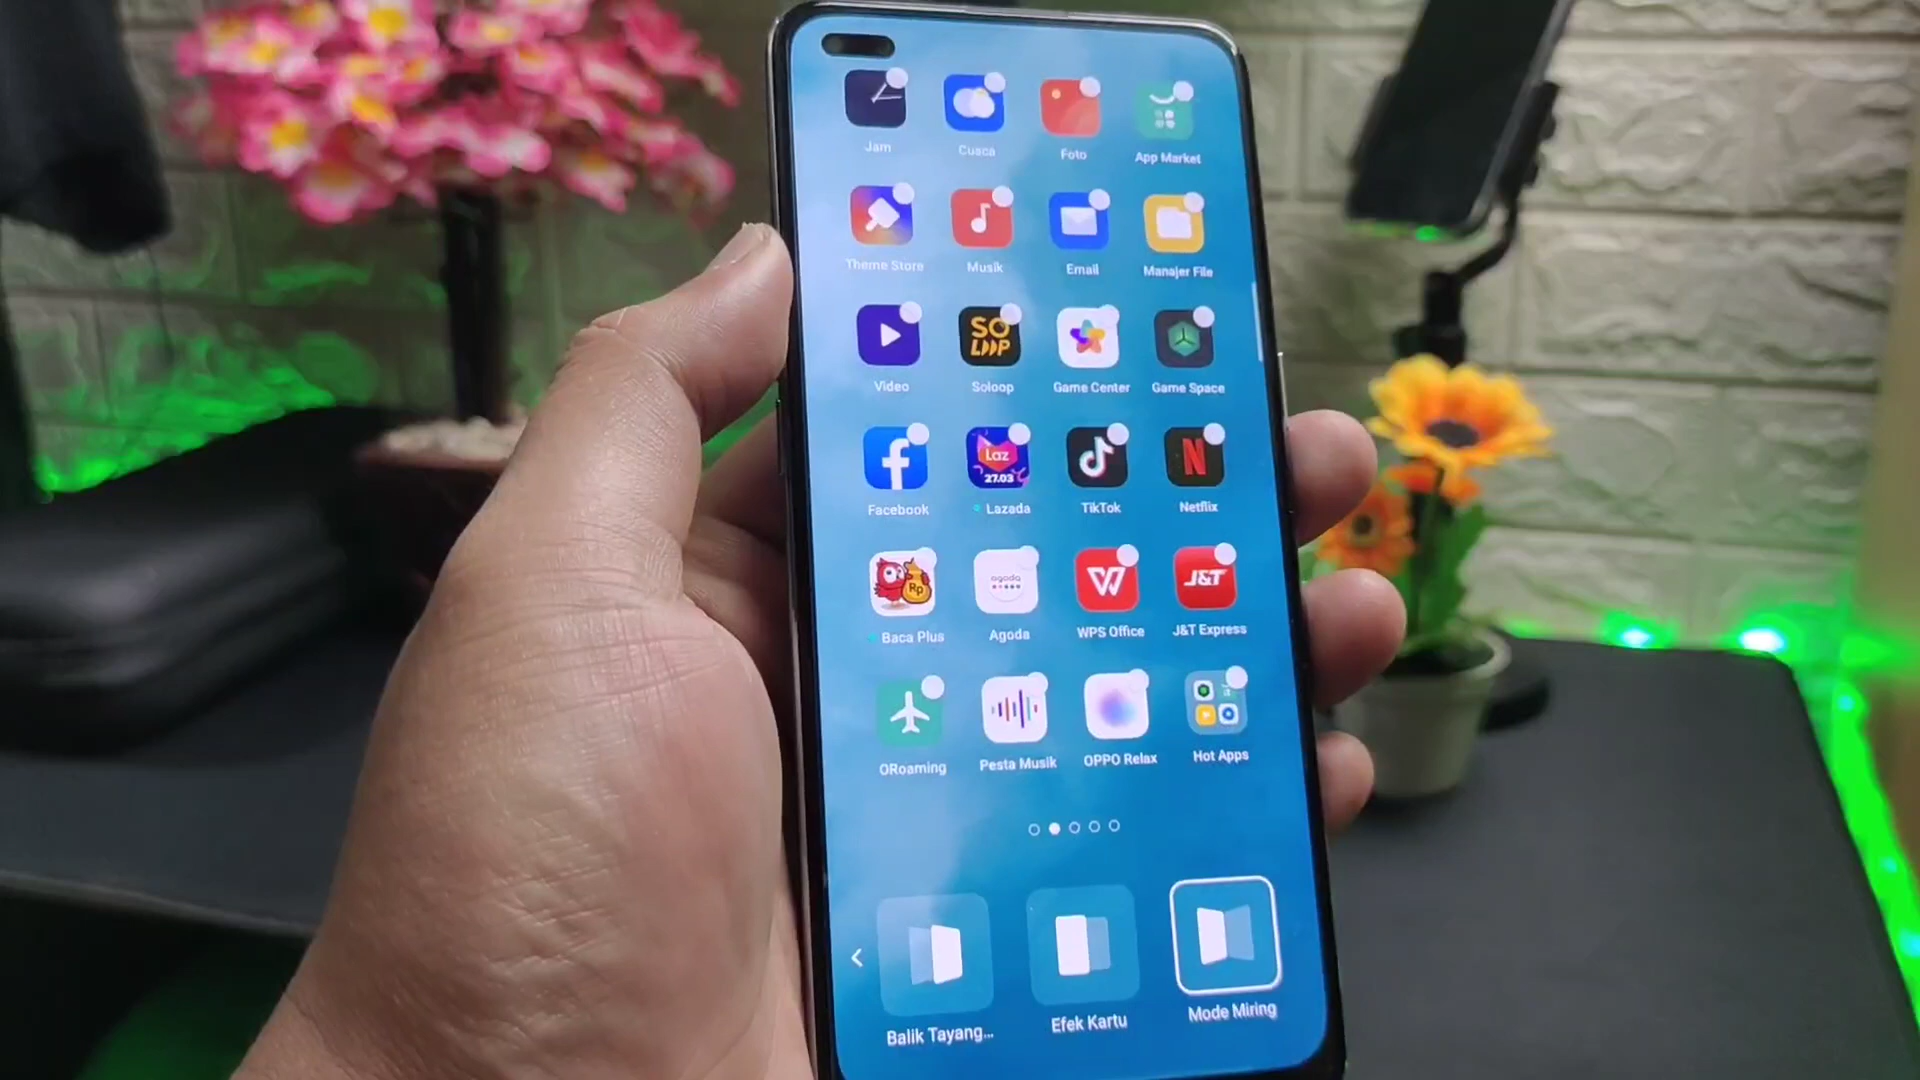 Jam Cuaca Foto App Market
Theme Store Musik Email Manajer File
SO
LOOP
Video Soloop Game Center Game Space
Laz
27.03
Facebook Lazada TikTok Netflix
N
Rp agoda W J&T
Baca Plus Agoda WPS Office J&T Express
ORoaming Pesta Musik OPPO Relax Hot Apps
Balik Tayang... Efek Kartu Mode Miring